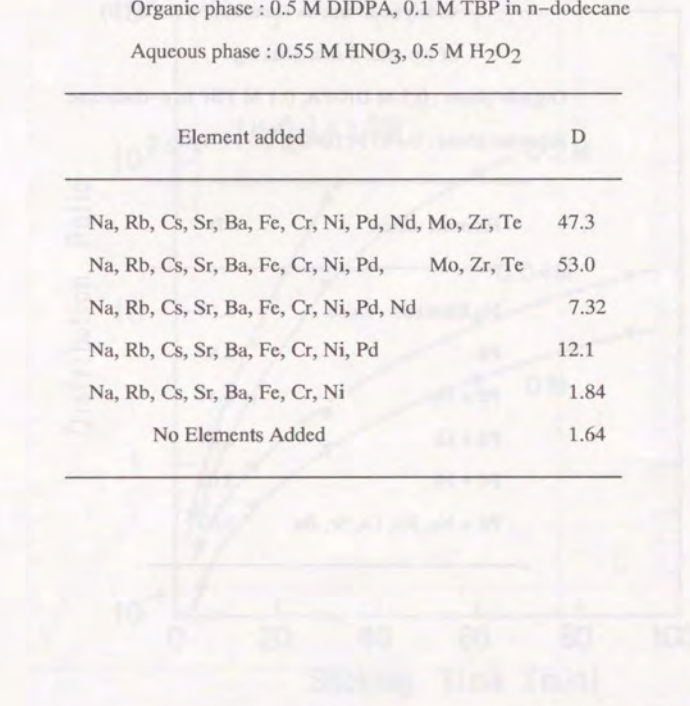 Organic phase : 0.5 M DIDPA, 0.1 M TBP in n-dodecane
Aqueous phase : 0.55 M HNO3, 0.5 M H2O2
Element added D
Na, Rb, Cs, Sr, Ba, Fe, Cr, Ni, Pd, Nd, Mo, Zr, Te 47.3
Na, Rb, Cs, Sr, Ba, Fe, Cr, Ni, Pd, Mo, Zr, Te 53.0
Na, Rb, Cs, Sr, Ba, Fe, Cr, Ni, Pd, Nd 7.32
Na, Rb, Cs, Sr, Ba, Fe, Cr, Ni, Pd 12.1
Na, Rb, Cs, Sr, Ba, Fe, Cr, Ni 1.84
No Elements Added 1.64